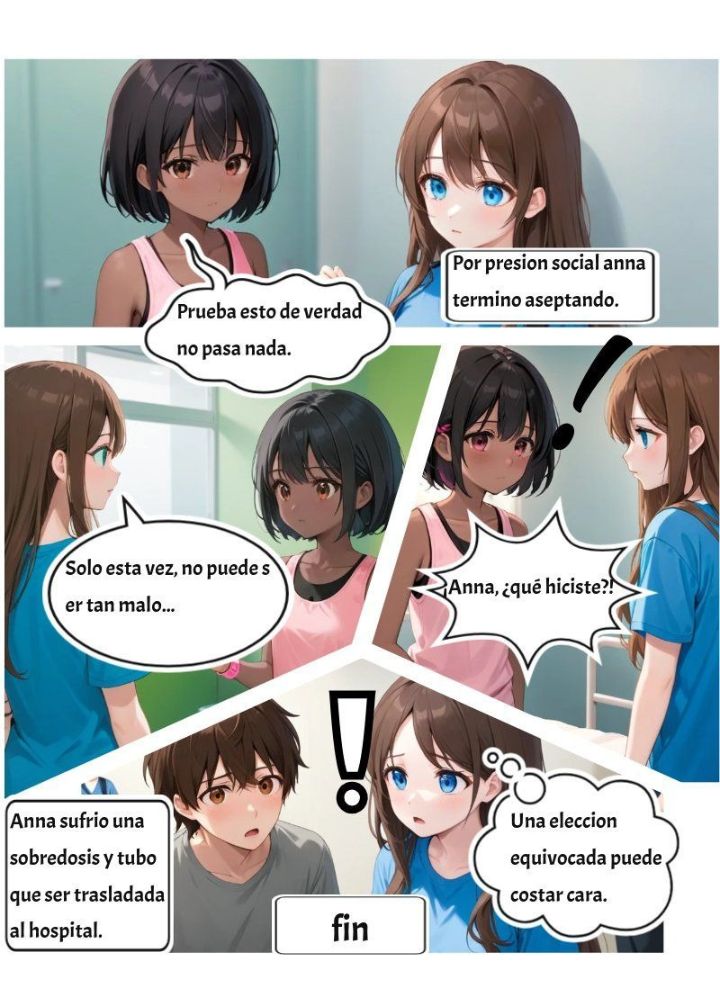 Prueba esto de verdad
no pasa nada.
Por presion social anna
termino aseptando.
Solo esta vez, no puede s
er tan malo...
¡Anna, ¿qué hiciste?!
Anna sufrio una
sobredosis y tubo
que ser trasladada
al hospital.
Una eleccion
equivocada puede
costar cara.
fin